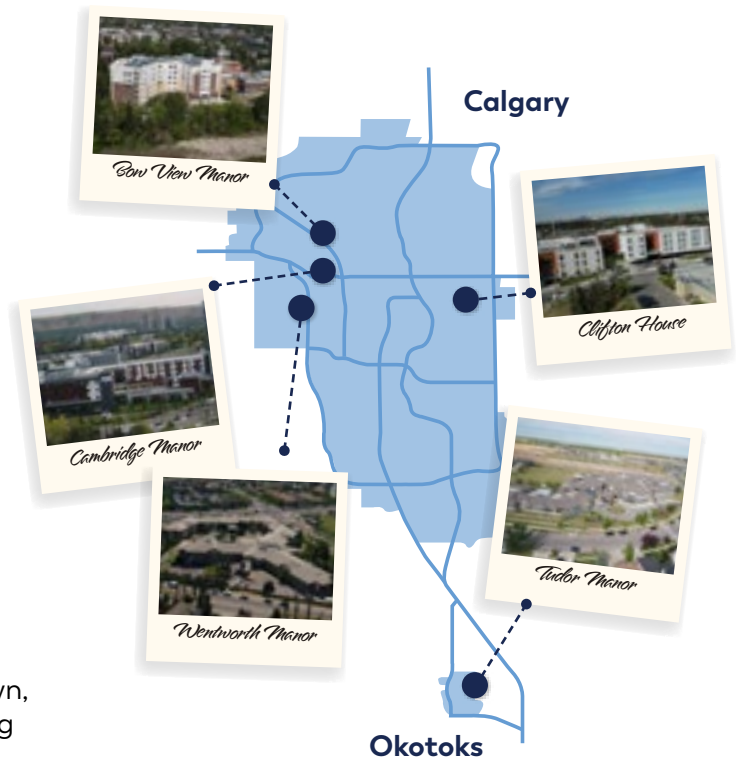 Calgary
Bow View Manor
Clifton House
Cambridge Manor
Tudor Manor
Wentworth Manor
Okotoks